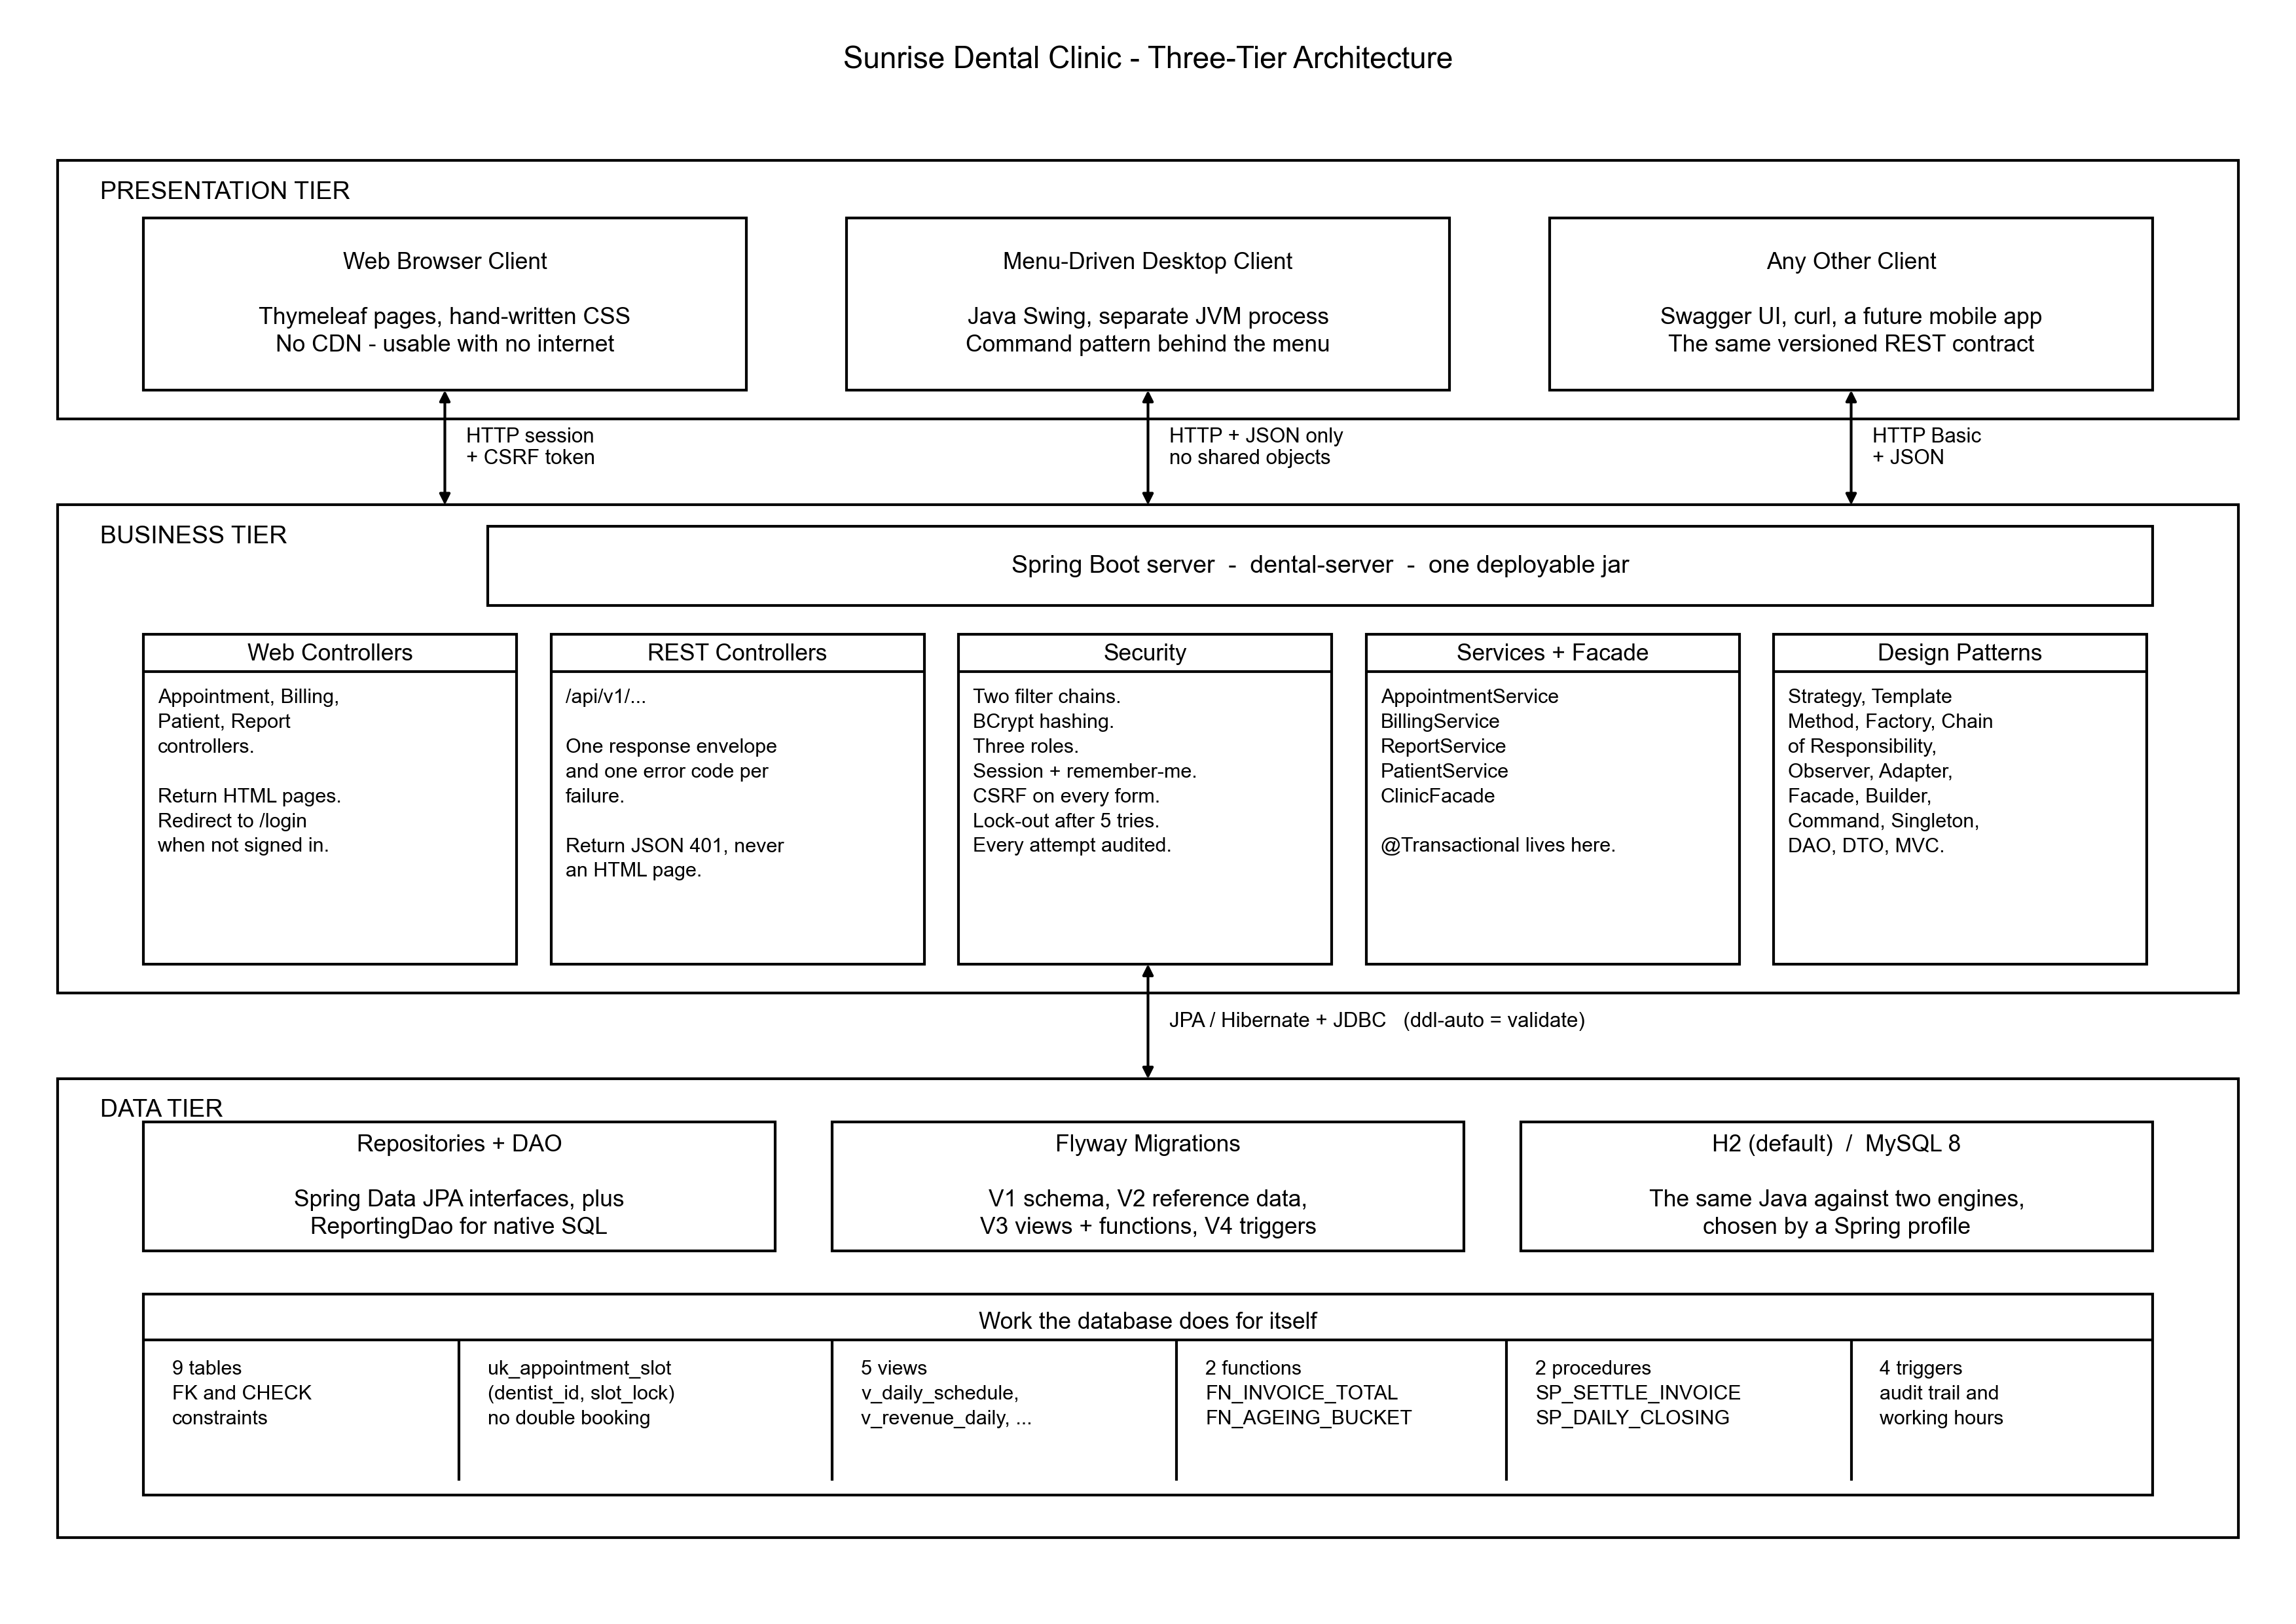 Sunrise Dental Clinic - Three-Tier Architecture
PRESENTATION TIER
Web Browser Client
Thymeleaf pages, hand-written CSS
No CDN - usable with no internet
Menu-Driven Desktop Client
Java Swing, separate JVM process
Command pattern behind the menu
Any Other Client
Swagger UI, curl, a future mobile app
The same versioned REST contract
HTTP session
+ CSRF token
HTTP + JSON only
no shared objects
HTTP Basic
+ JSON
BUSINESS TIER
Spring Boot server - dental-server - one deployable jar
Web Controllers
Appointment, Billing,
Patient, Report
controllers.
Return HTML pages.
Redirect to /login
when not signed in.
REST Controllers
/api/v1/...
One response envelope
and one error code per
failure.
Return JSON 401, never
an HTML page.
Security
Two filter chains.
BCrypt hashing.
Three roles.
Session + remember-me.
CSRF on every form.
Lock-out after 5 tries.
Every attempt audited.
Services + Facade
AppointmentService
BillingService
ReportService
PatientService
ClinicFacade
@Transactional lives here.
Design Patterns
Strategy, Template
Method, Factory, Chain
of Responsibility,
Observer, Adapter,
Facade, Builder,
Command, Singleton,
DAO, DTO, MVC.
JPA / Hibernate + JDBC (ddl-auto = validate)
DATA TIER
Repositories + DAO
Spring Data JPA interfaces, plus
ReportingDao for native SQL
Flyway Migrations
V1 schema, V2 reference data,
V3 views + functions, V4 triggers
H2 (default) / MySQL 8
The same Java against two engines,
chosen by a Spring profile
Work the database does for itself
9 tables
FK and CHECK
constraints
uk_appointment_slot
(dentist_id, slot_lock)
no double booking
5 views
v_daily_schedule,
v_revenue_daily, ...
2 functions
FN_INVOICE_TOTAL
FN_AGEING_BUCKET
2 procedures
SP_SETTLE_INVOICE
SP_DAILY_CLOSING
4 triggers
audit trail and
working hours